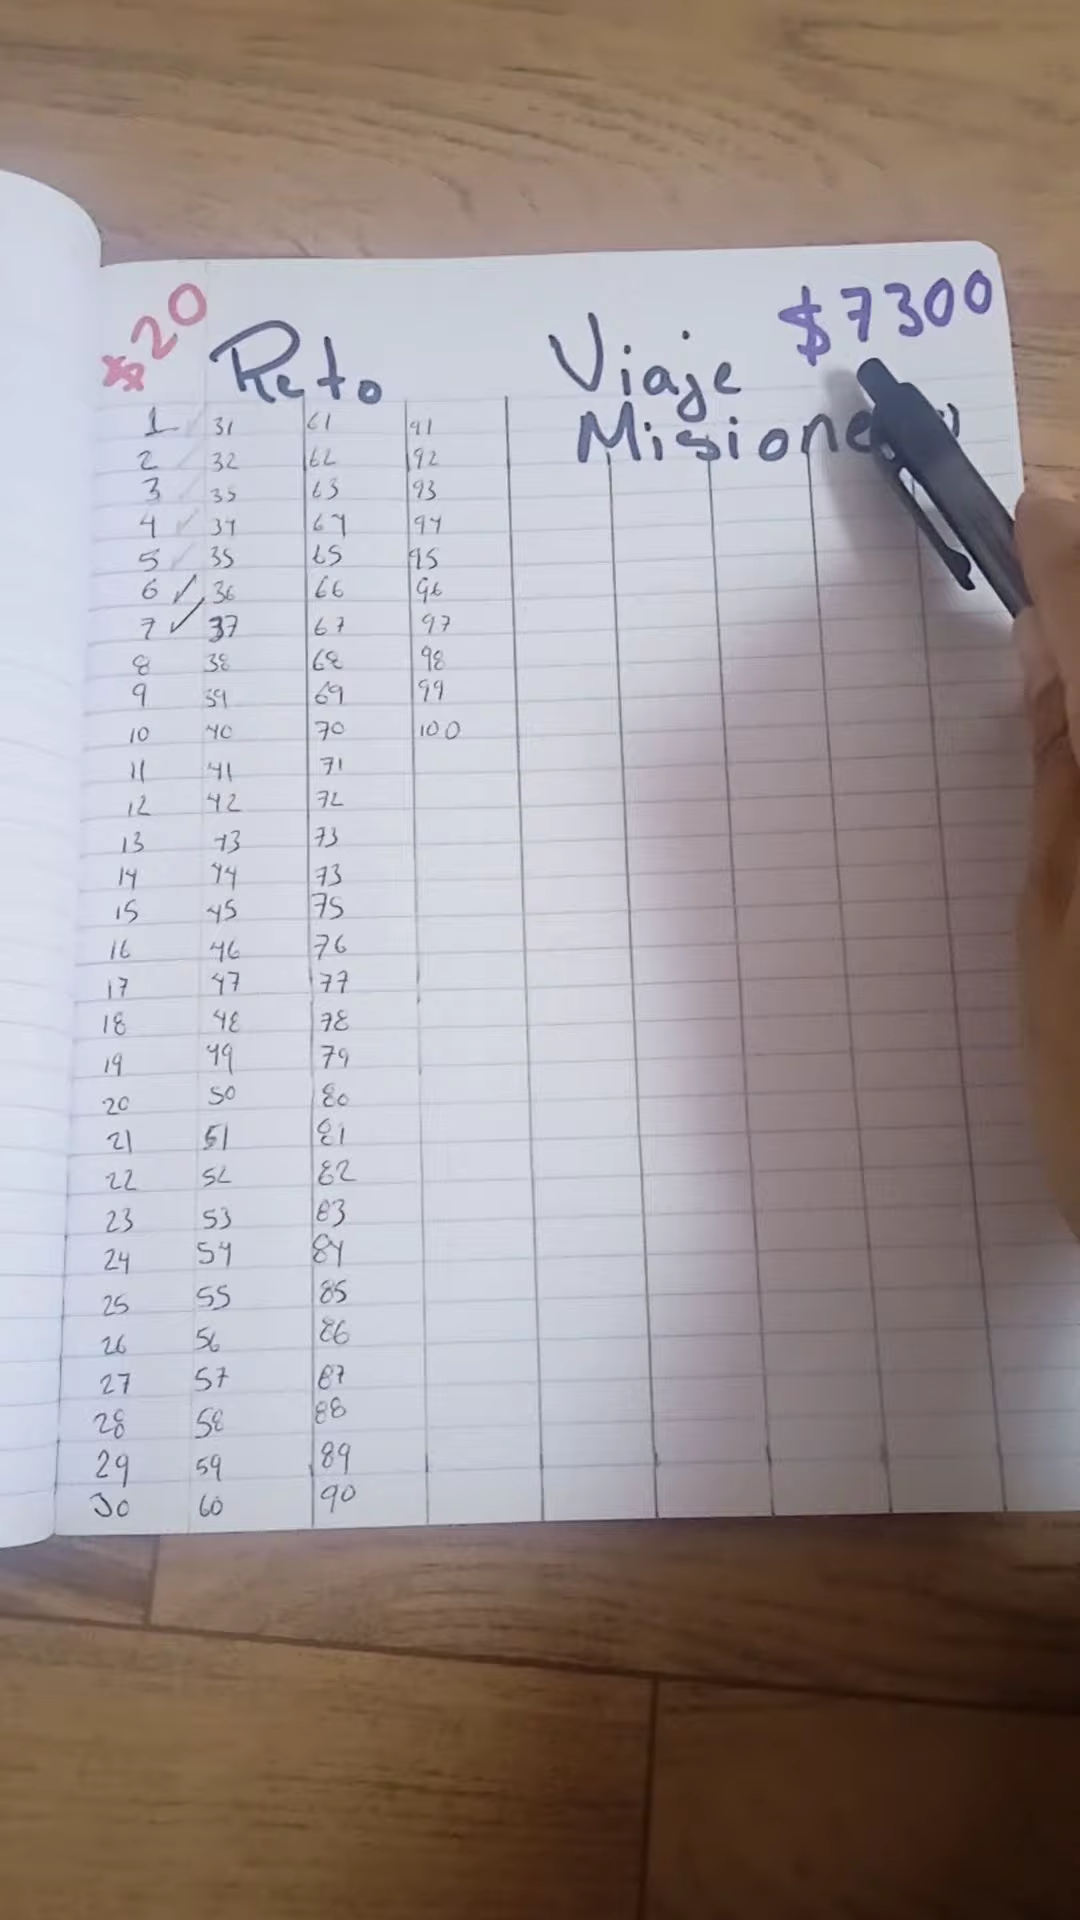 20 Reto Viaje $7300
Misione
1 31 61 91
2 32 62 92
3 33 63 93
4 34 64 94
5 35 65 95
6 36 66 96
7 37 67 97
8 38 68 98
9 39 69 99
10 40 70 100
11 41 71
12 42 72
13 43 73
14 44 73
15 45 75
16 46 76
17 47 77
18 48 78
19 49 79
20 50 80
21 51 81
22 52 82
23 53 83
24 54 84
25 55 85
26 56 86
27 57 87
28 58 88
29 59 89
30 60 90